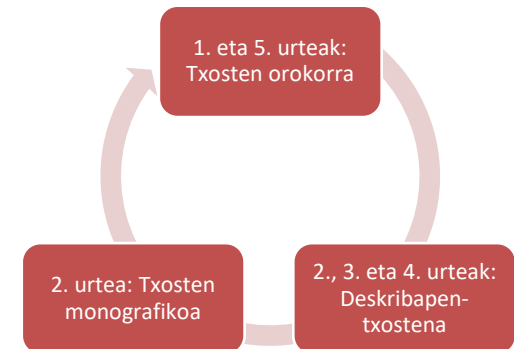 1. eta 5. urteak:
Txosten orokorra
2., 3. eta 4. urteak:
Deskribapen-
txostena
2. urtea: Txosten
monografikoa